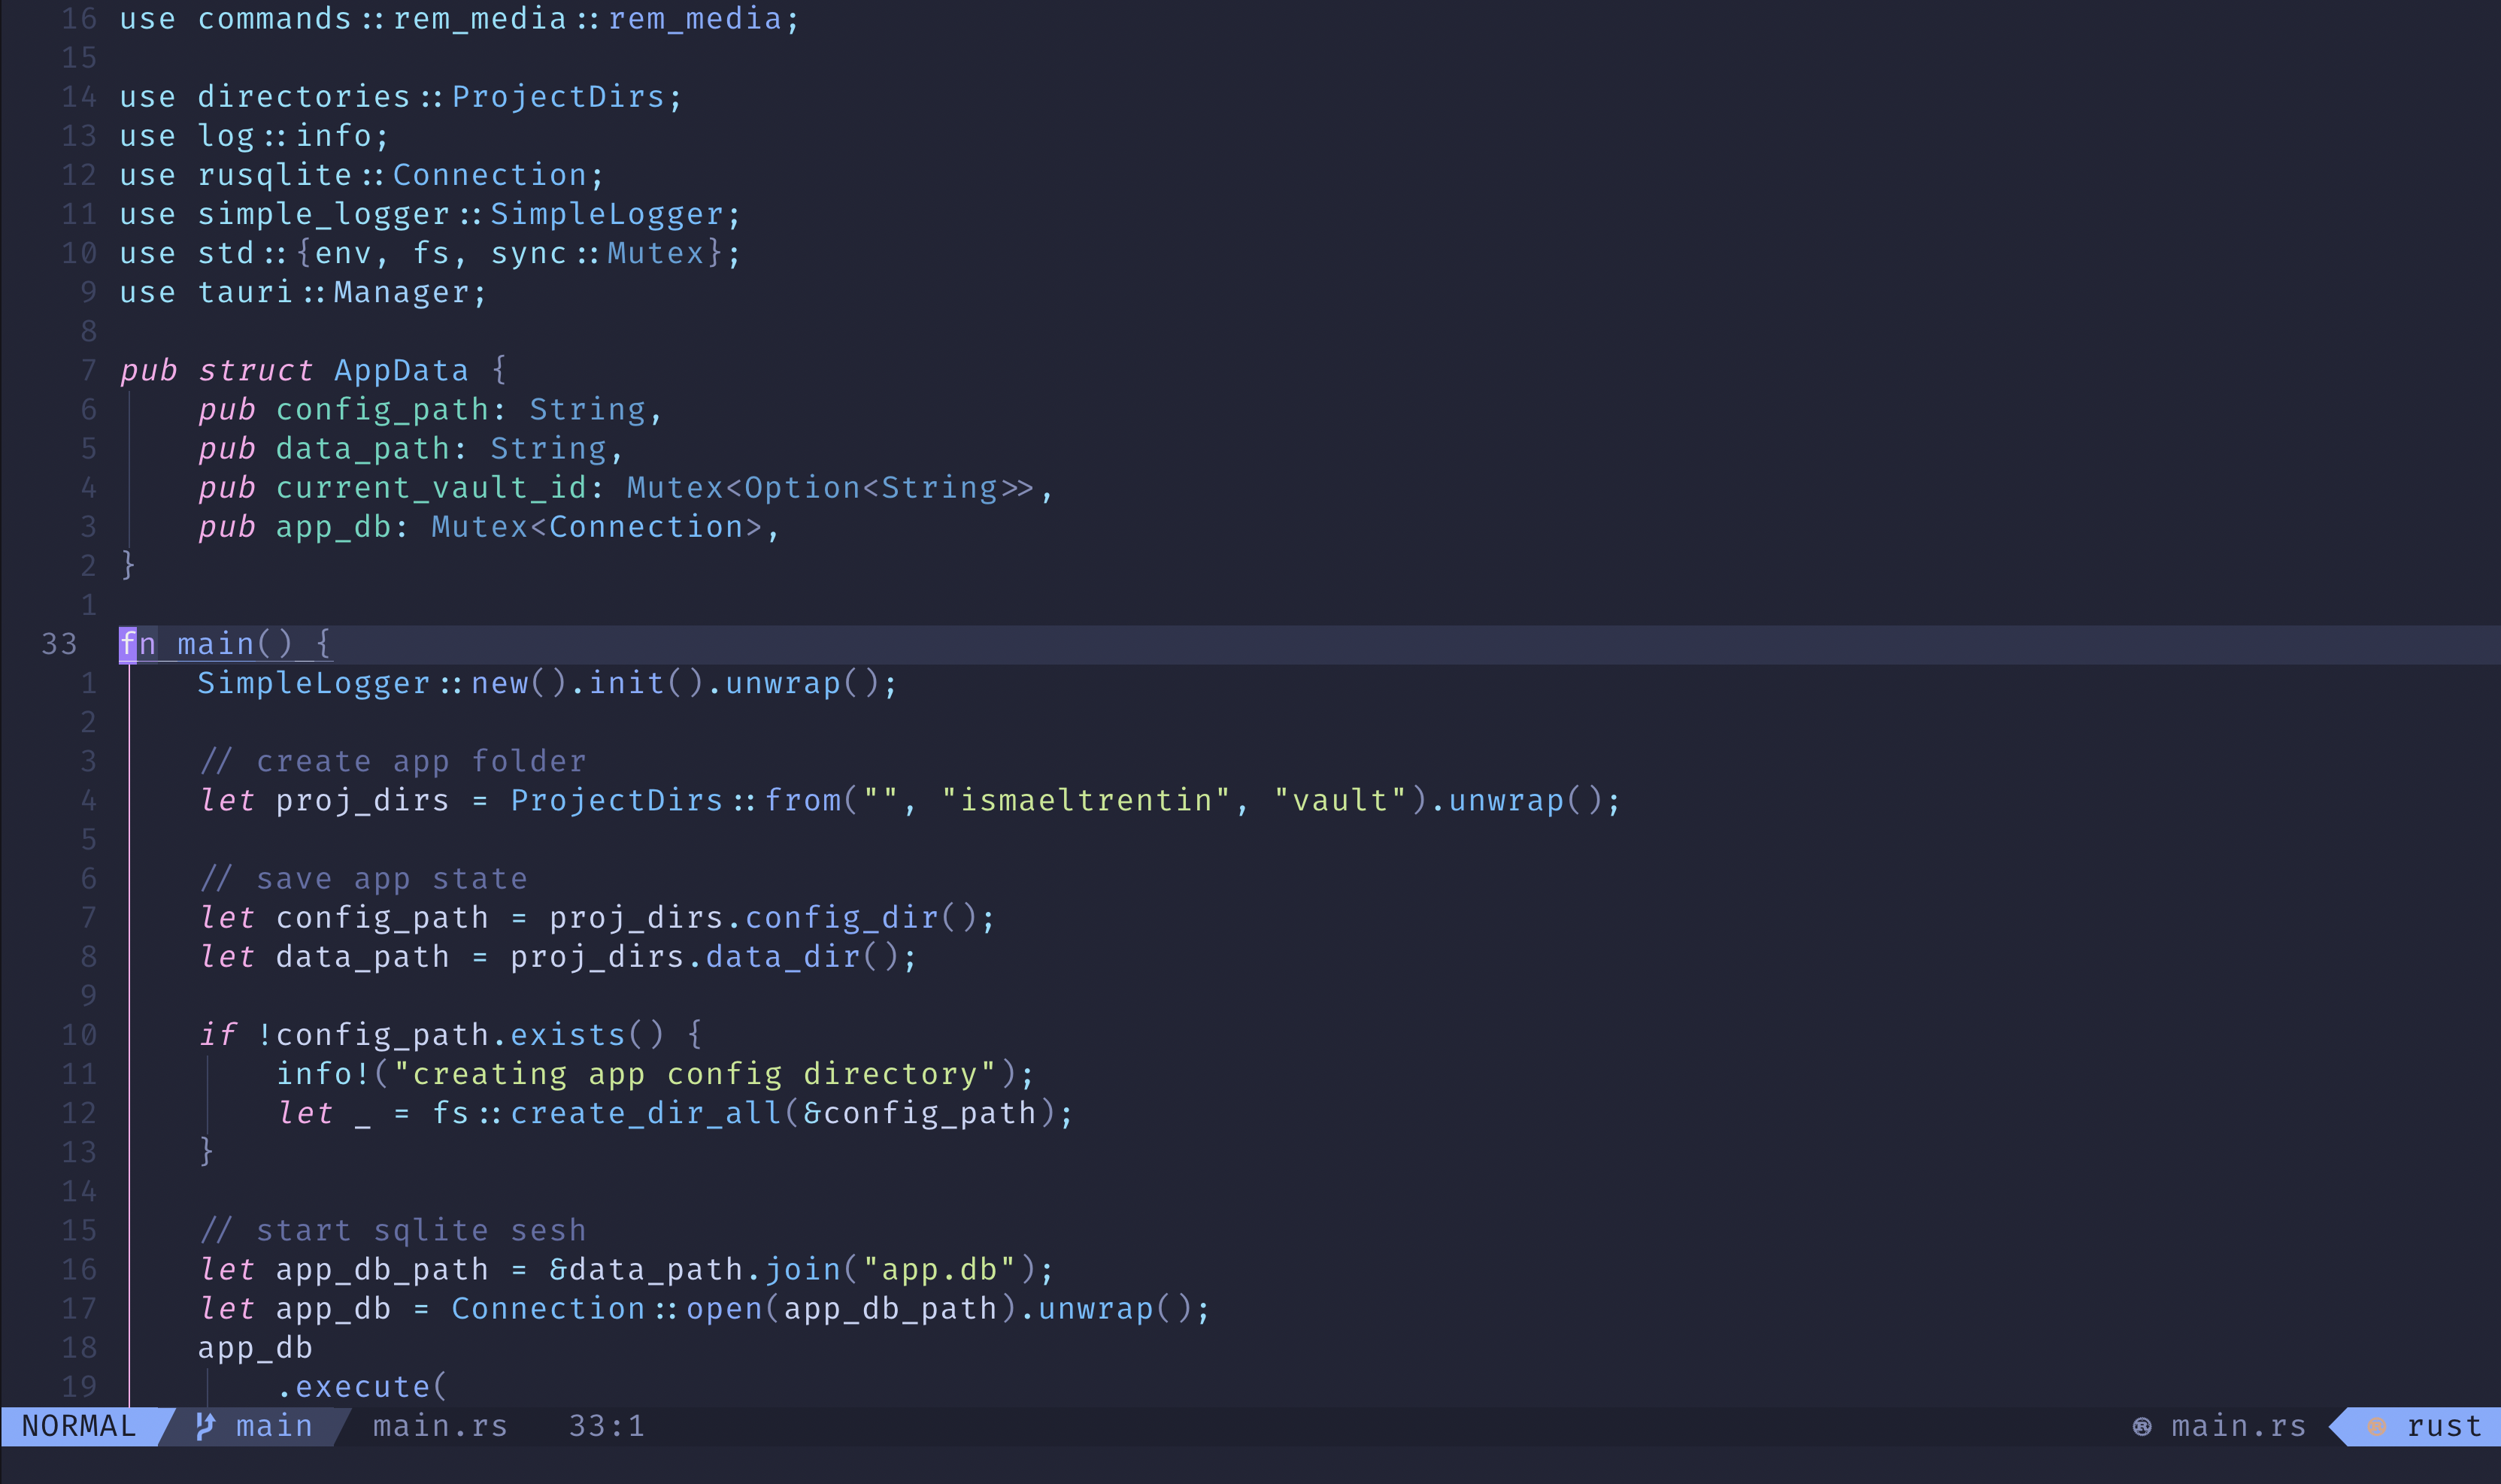 16 use commands::rem_media::rem_media;
15
14 use directories::ProjectDirs;
13 use log::info;
12 use rusqlite::Connection;
11 use simple_logger::SimpleLogger;
10 use std::{env, fs, sync::Mutex};
9 use tauri::Manager;
8
7 pub struct AppData {
6     pub config_path: String,
5     pub data_path: String,
4     pub current_vault_id: Mutex<Option<String>>,
3     pub app_db: Mutex<Connection>,
2 }
1
33 fn main() {
1     SimpleLogger::new().init().unwrap();
2
3     // create app folder
4     let proj_dirs = ProjectDirs::from("", "ismaeltrentin", "vault").unwrap();
5
6     // save app state
7     let config_path = proj_dirs.config_dir();
8     let data_path = proj_dirs.data_dir();
9
10     if !config_path.exists() {
11         info!("creating app config directory");
12         let _ = fs::create_dir_all(&config_path);
13     }
14
15     // start sqlite sesh
16     let app_db_path = &data_path.join("app.db");
17     let app_db = Connection::open(app_db_path).unwrap();
18     app_db
19         .execute(
NORMAL main main.rs 33:1 main.rs rust